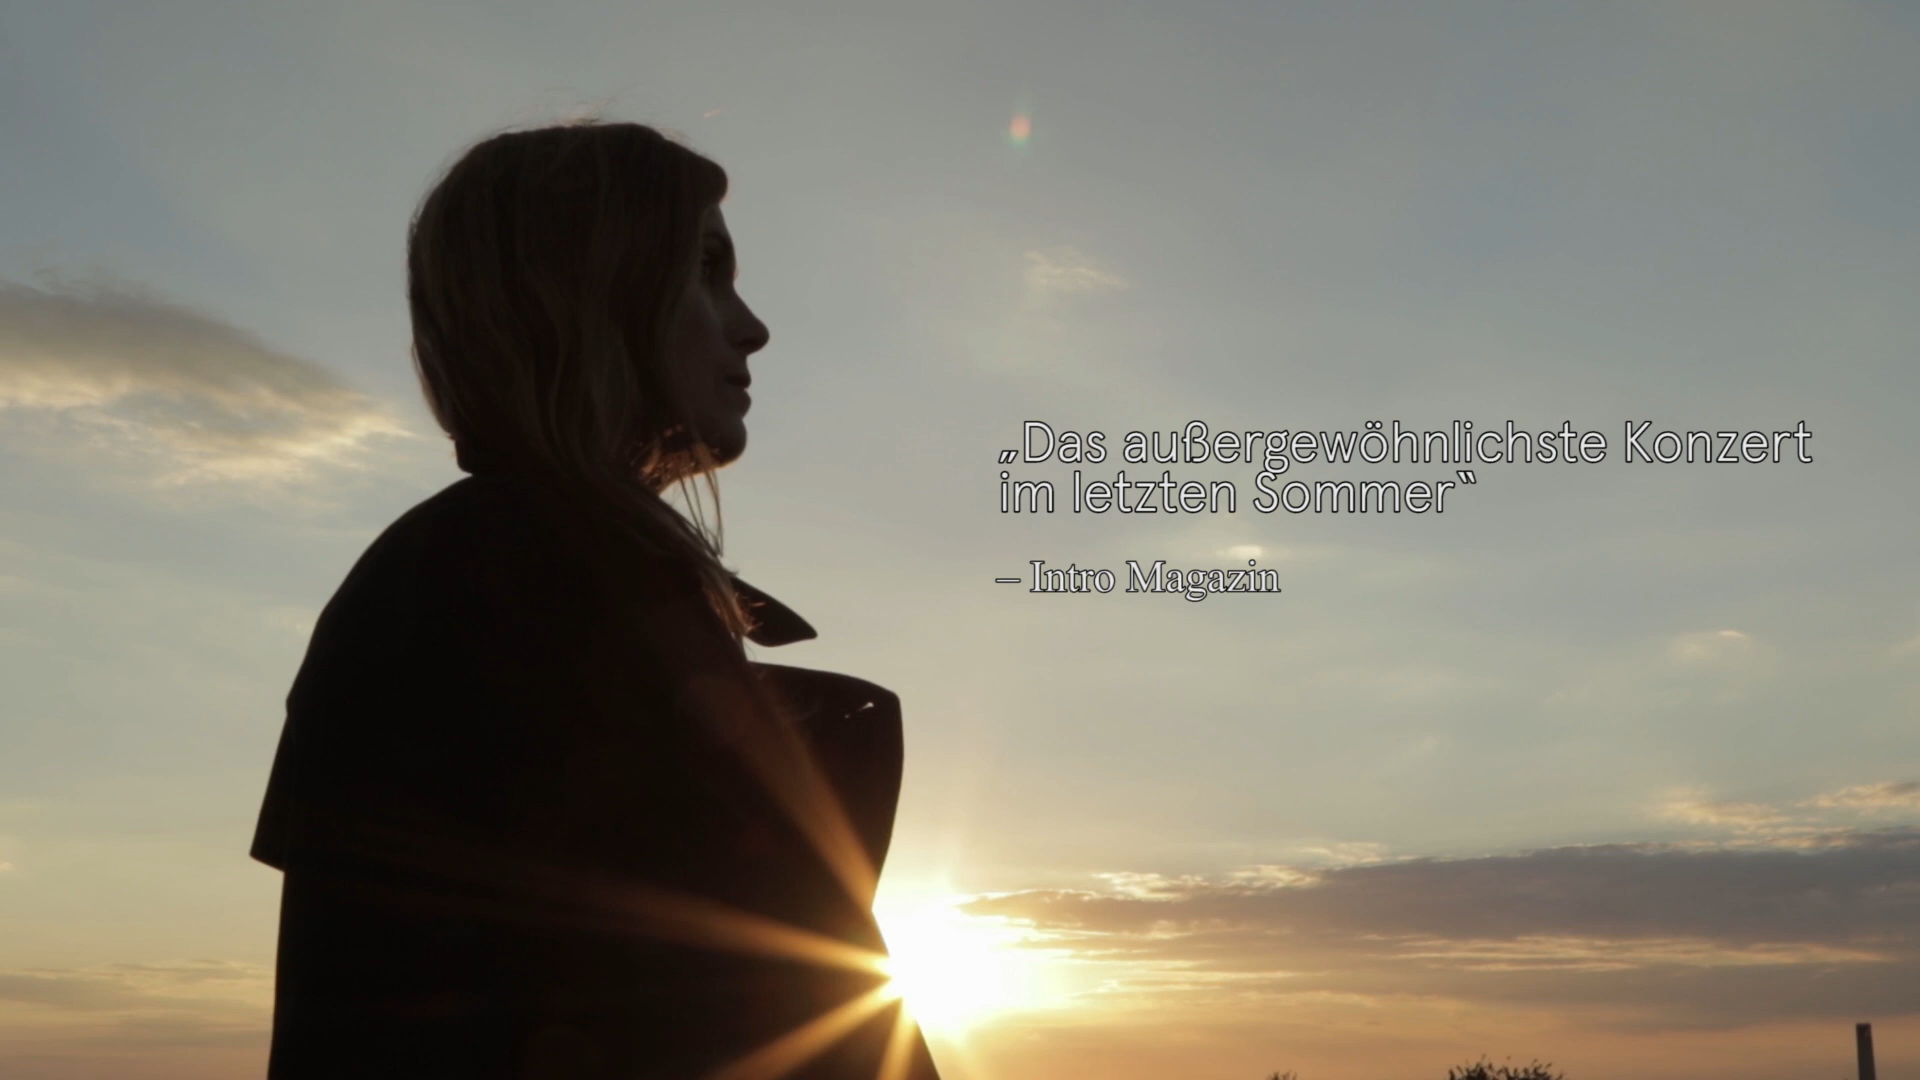 „Das außergewöhnlichste Konzert
im letzten Sommer“
– Intro Magazin